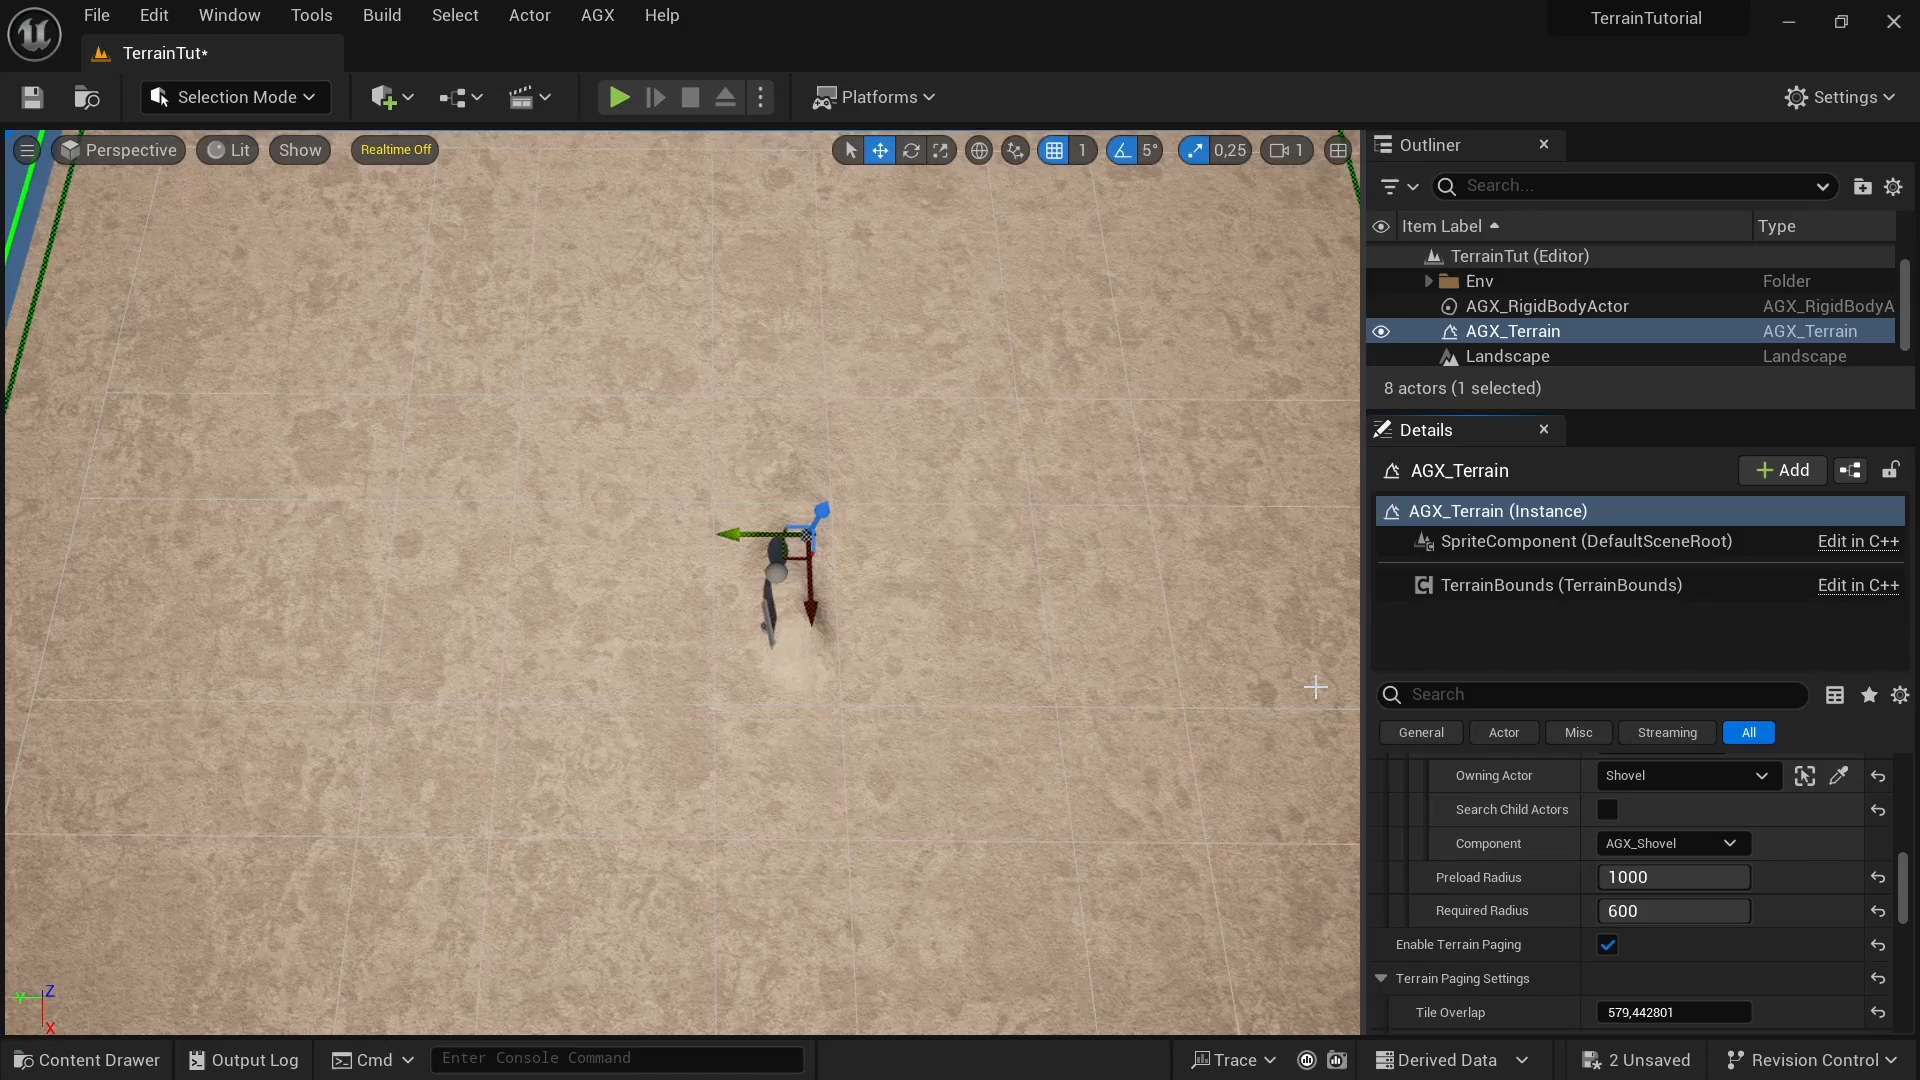 File Edit Window Tools Build Select Actor AGX Help
TerrainTutorial
TerrainTut*
Selection Mode
Platforms
Settings
Perspective Lit Show Realtime Off
1 5° 0,25 1
Outliner
Search...
Item Label Type
TerrainTut (Editor)
Env Folder
AGX_RigidBodyActor AGX_RigidBodyA
AGX_Terrain AGX_Terrain
Landscape Landscape
8 actors (1 selected)
Details
AGX_Terrain
Add
AGX_Terrain (Instance)
SpriteComponent (DefaultSceneRoot) Edit in C++
TerrainBounds (TerrainBounds) Edit in C++
Search
General Actor Misc Streaming All
Owning Actor Shovel
Search Child Actors
Component AGX_Shovel
Preload Radius 1000
Required Radius 600
Enable Terrain Paging
Terrain Paging Settings
Tile Overlap 579,442801
Y Z
X
Content Drawer Output Log Cmd Enter Console Command Trace Derived Data 2 Unsaved Revision Control